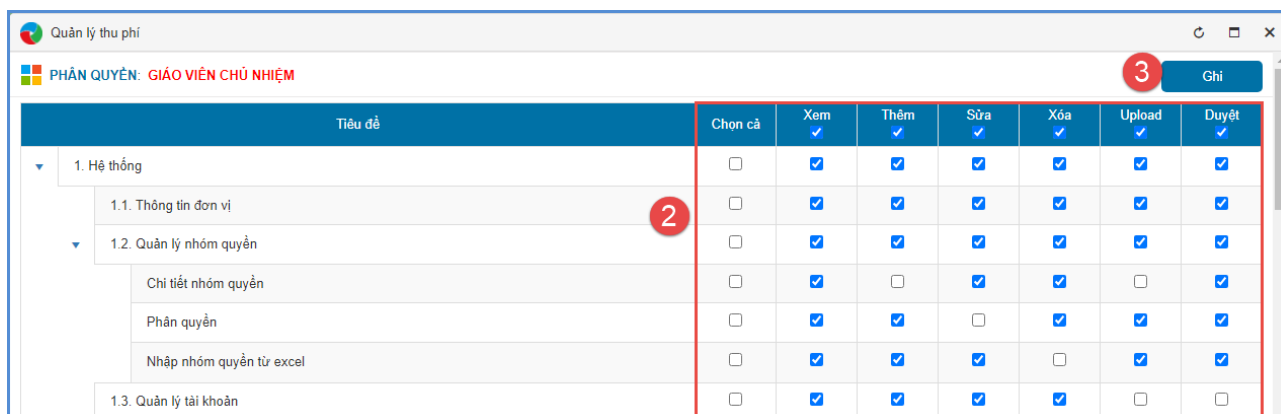 Quản lý thu phí
PHÂN QUYỀN: GIÁO VIÊN CHỦ NHIỆM
3
Ghi
Tiêu đề Chọn cả Xem Thêm Sửa Xóa Upload Duyệt
1. Hệ thống
1.1. Thông tin đơn vị
2
1.2. Quản lý nhóm quyền
Chi tiết nhóm quyền
Phân quyền
Nhập nhóm quyền từ excel
1.3. Quản lý tài khoản